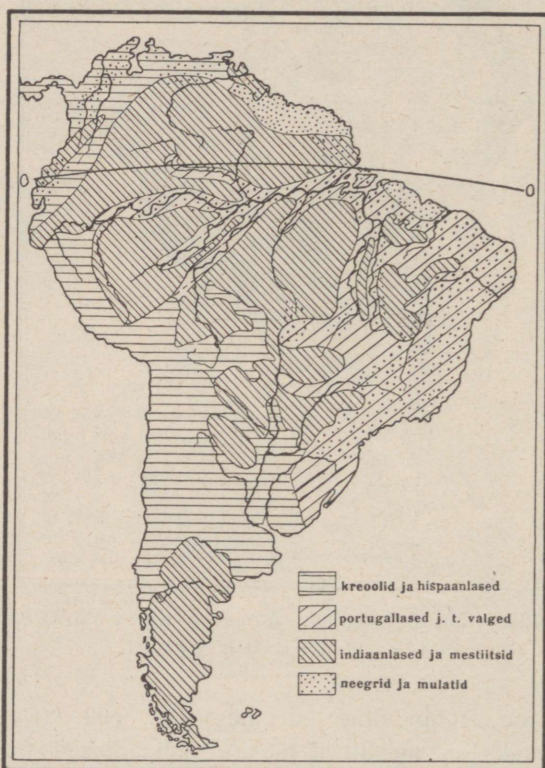 0 0
kreoolid ja hispaanlased
portugallased j. t. valged
indiaanlased ja mestiitsid
neegrid ja mulatid